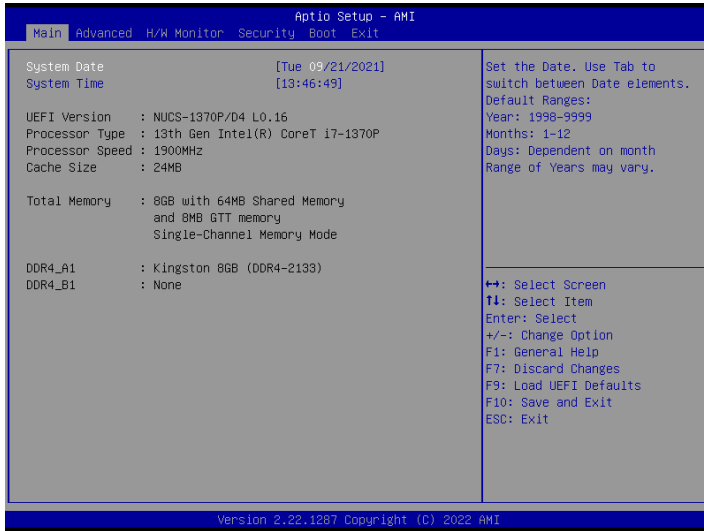 Aptio Setup – AMI
Main Advanced H/W Monitor Security Boot Exit
System Date [Tue 09/21/2021]
System Time [13:46:49]
UEFI Version : NUCS-1370P/D4 L0.16
Processor Type : 13th Gen Intel(R) CoreT i7-1370P
Processor Speed : 1900MHz
Cache Size : 24MB
Total Memory : 8GB with 64MB Shared Memory
and 8MB GTT memory
Single-Channel Memory Mode
DDR4_A1 : Kingston 8GB (DDR4-2133)
DDR4_B1 : None
Set the Date. Use Tab to
switch between Date elements.
Default Ranges:
Year: 1998-9999
Months: 1-12
Days: Dependent on month
Range of Years may vary.
↔: Select Screen
↑↓: Select Item
Enter: Select
+/-: Change Option
F1: General Help
F7: Discard Changes
F9: Load UEFI Defaults
F10: Save and Exit
ESC: Exit
Version 2.22.1287 Copyright (C) 2022 AMI